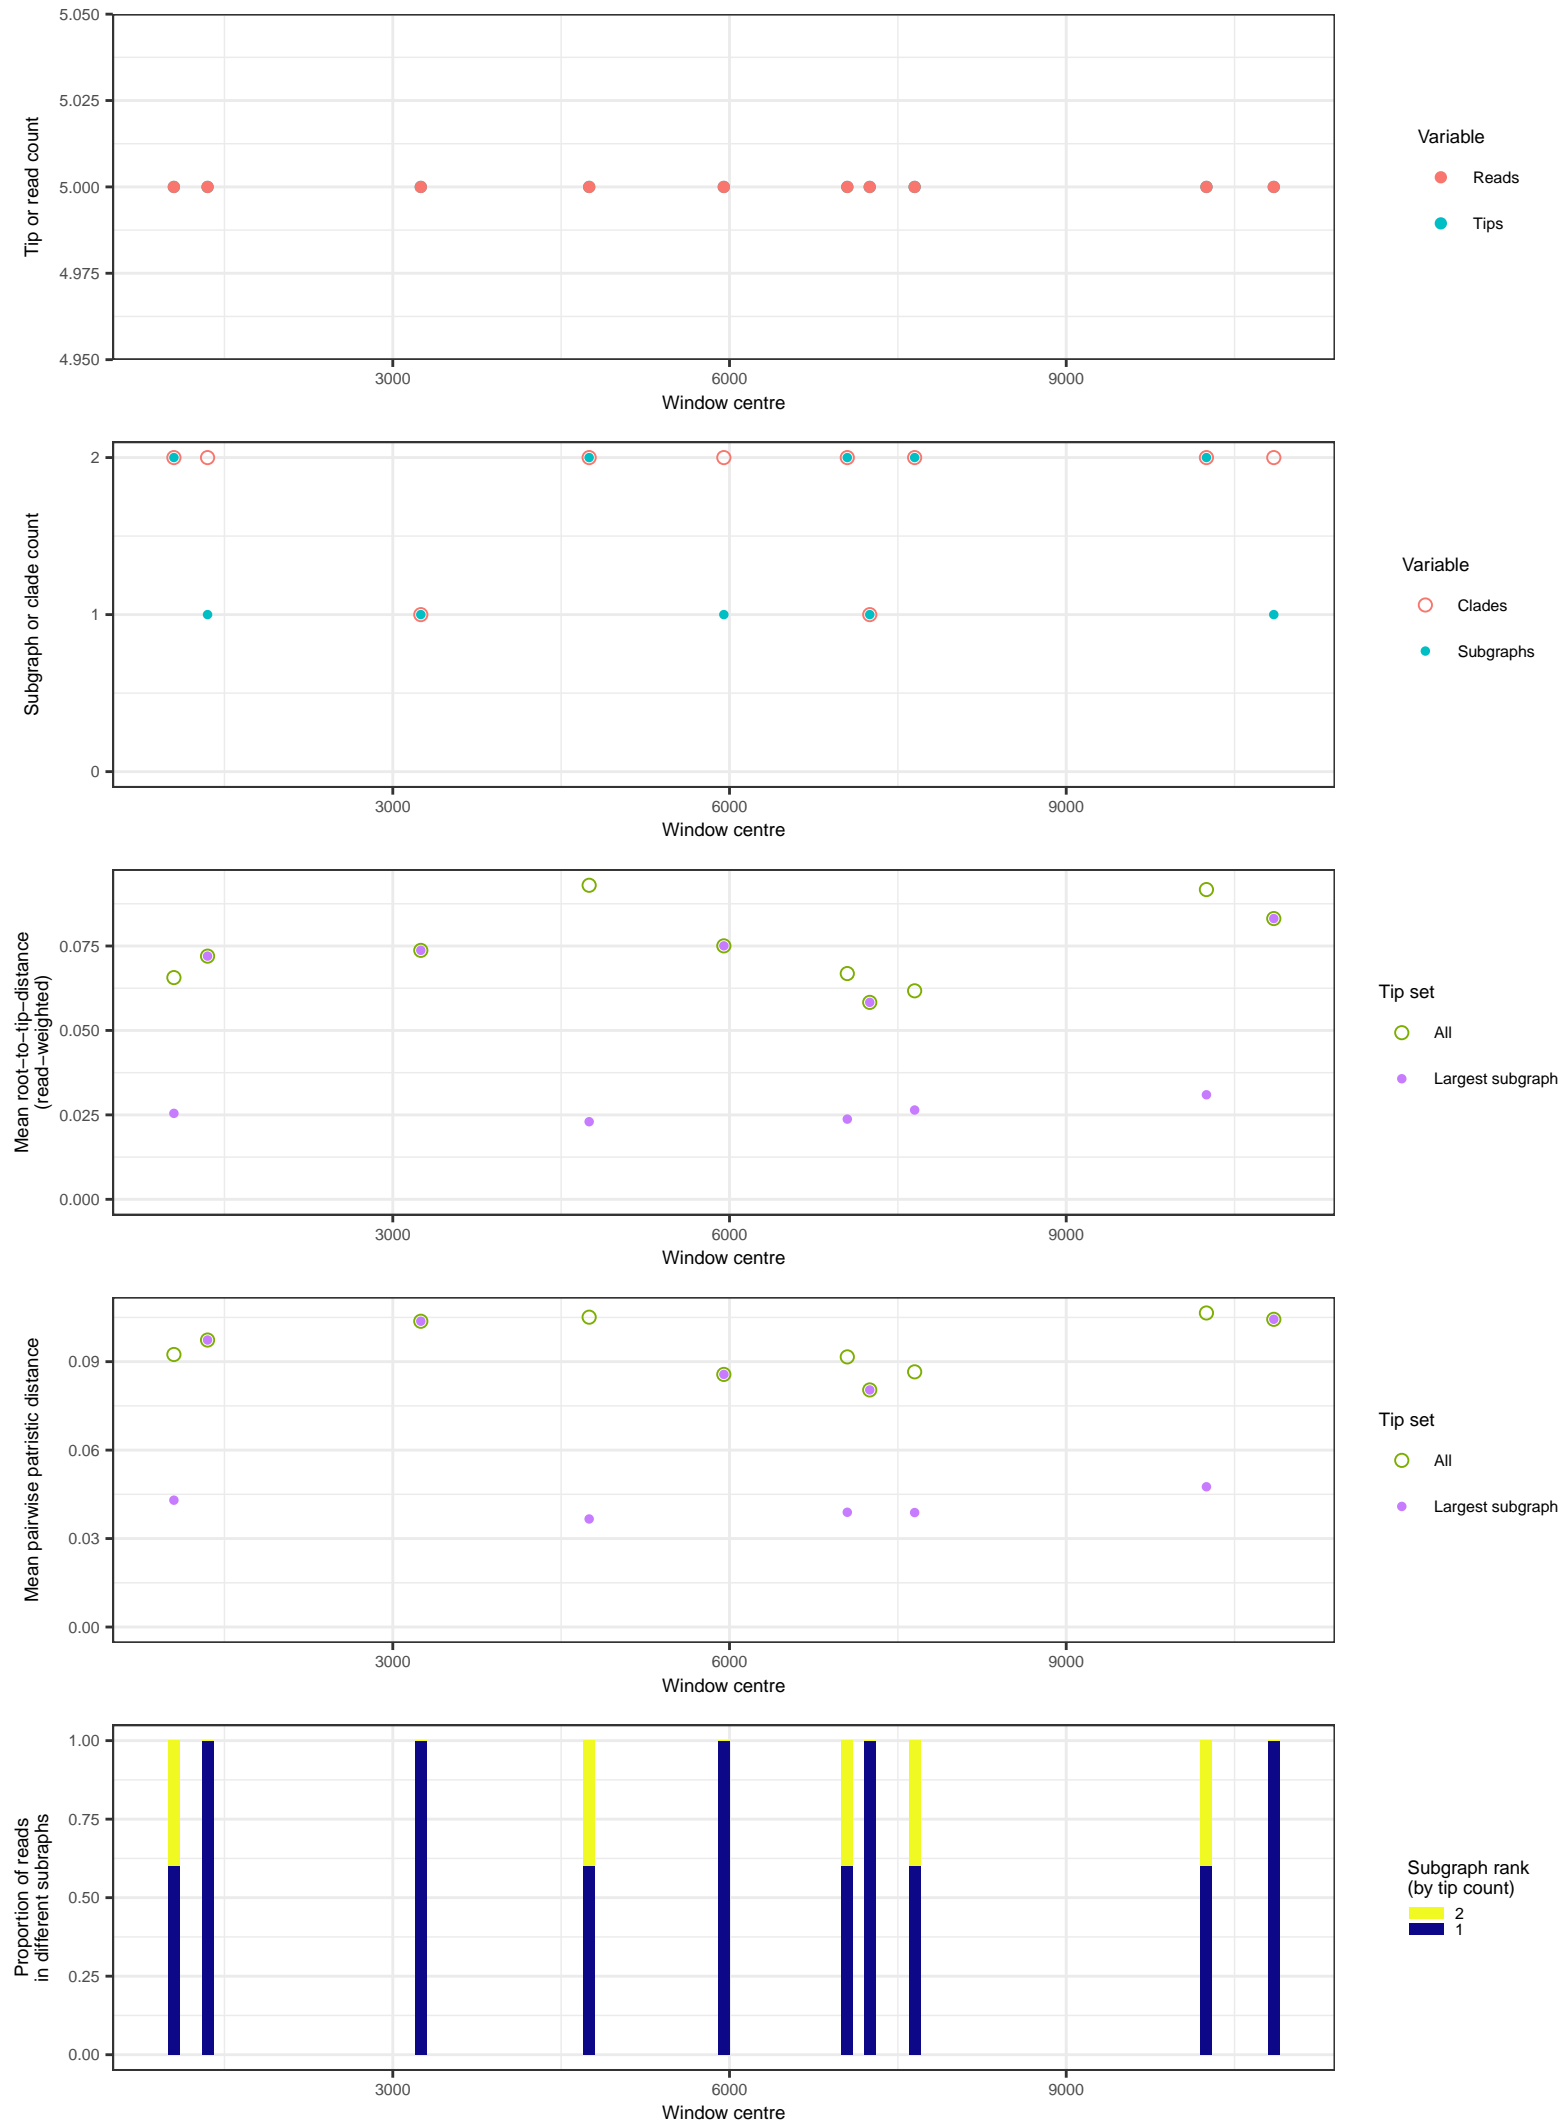 5.050
5.025
5.000
4.975
4.950
Tip or read count
3000
6000
9000
Window centre
Variable
Reads
Tips
2
1
0
Subgraph or clade count
3000
6000
9000
Window centre
Variable
Clades
Subgraphs
0.075
0.050
0.025
0.000
Mean root−to−tip−distance
(read−weighted)
3000
6000
9000
Window centre
Tip set
All
Largest subgraph
0.09
0.06
0.03
0.00
Mean pairwise patristic distance
3000
6000
9000
Window centre
Tip set
All
Largest subgraph
1.00
0.75
0.50
0.25
0.00
Proportion of reads
in different subraphs
3000
6000
9000
Window centre
Subgraph rank
(by tip count)
2
1